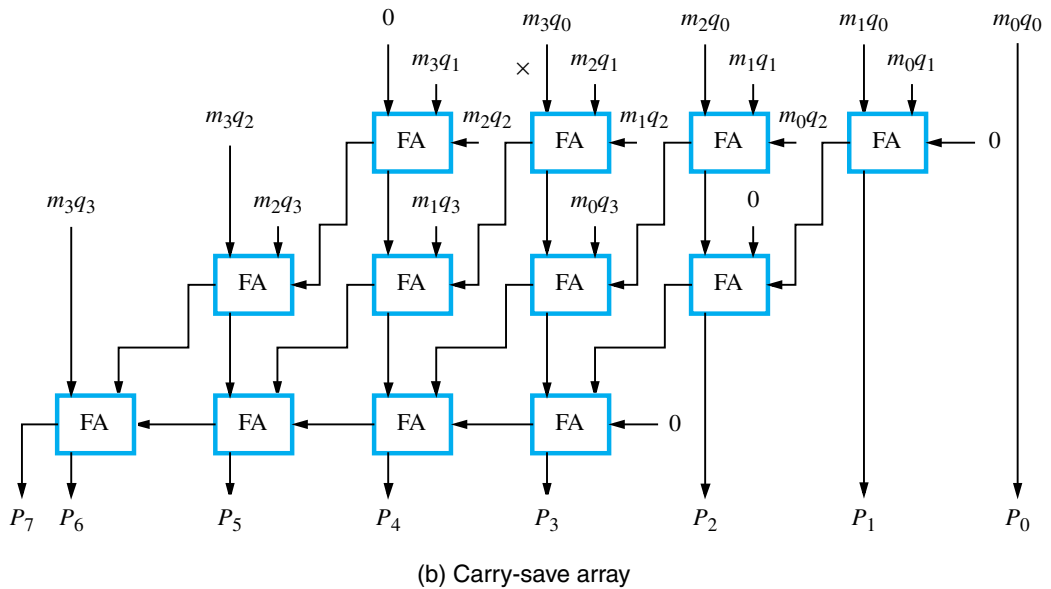 0 m₃q₀ m₂q₀ m₁q₀ m₀q₀
m₃q₁ × m₂q₁ m₁q₁ m₀q₁
m₃q₂ FA m₂q₂ FA m₁q₂ FA m₀q₂ FA 0
m₃q₃ m₂q₃ m₁q₃ m₀q₃ 0
FA FA FA FA
FA FA FA FA 0
P₇ P₆ P₅ P₄ P₃ P₂ P₁ P₀
(b) Carry-save array